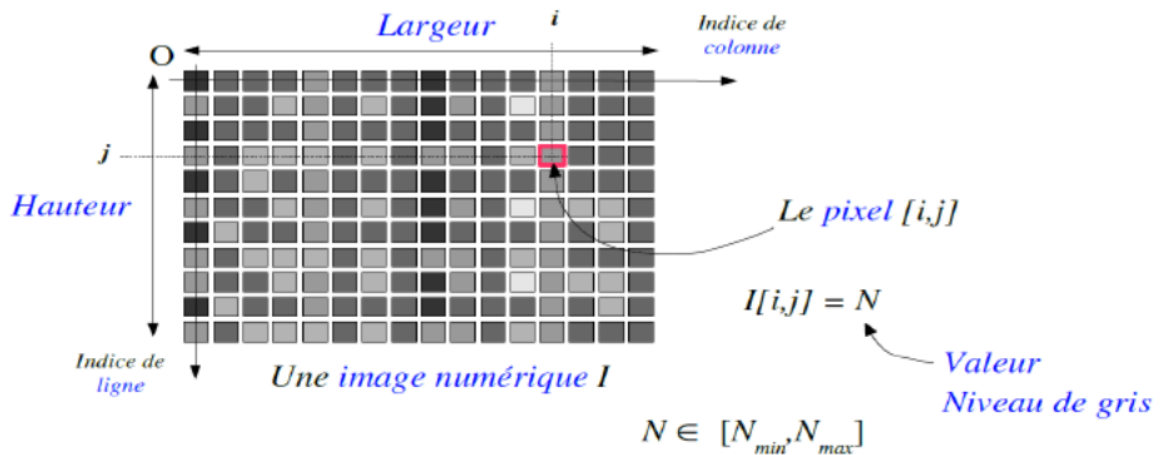 Largeur
i
Indice de
colonne
O
j
Hauteur
Le pixel [i,j]
I[i,j] = N
Indice de
ligne
Une image numérique I
Valeur
Niveau de gris
N ∈ [Nmin,Nmax]